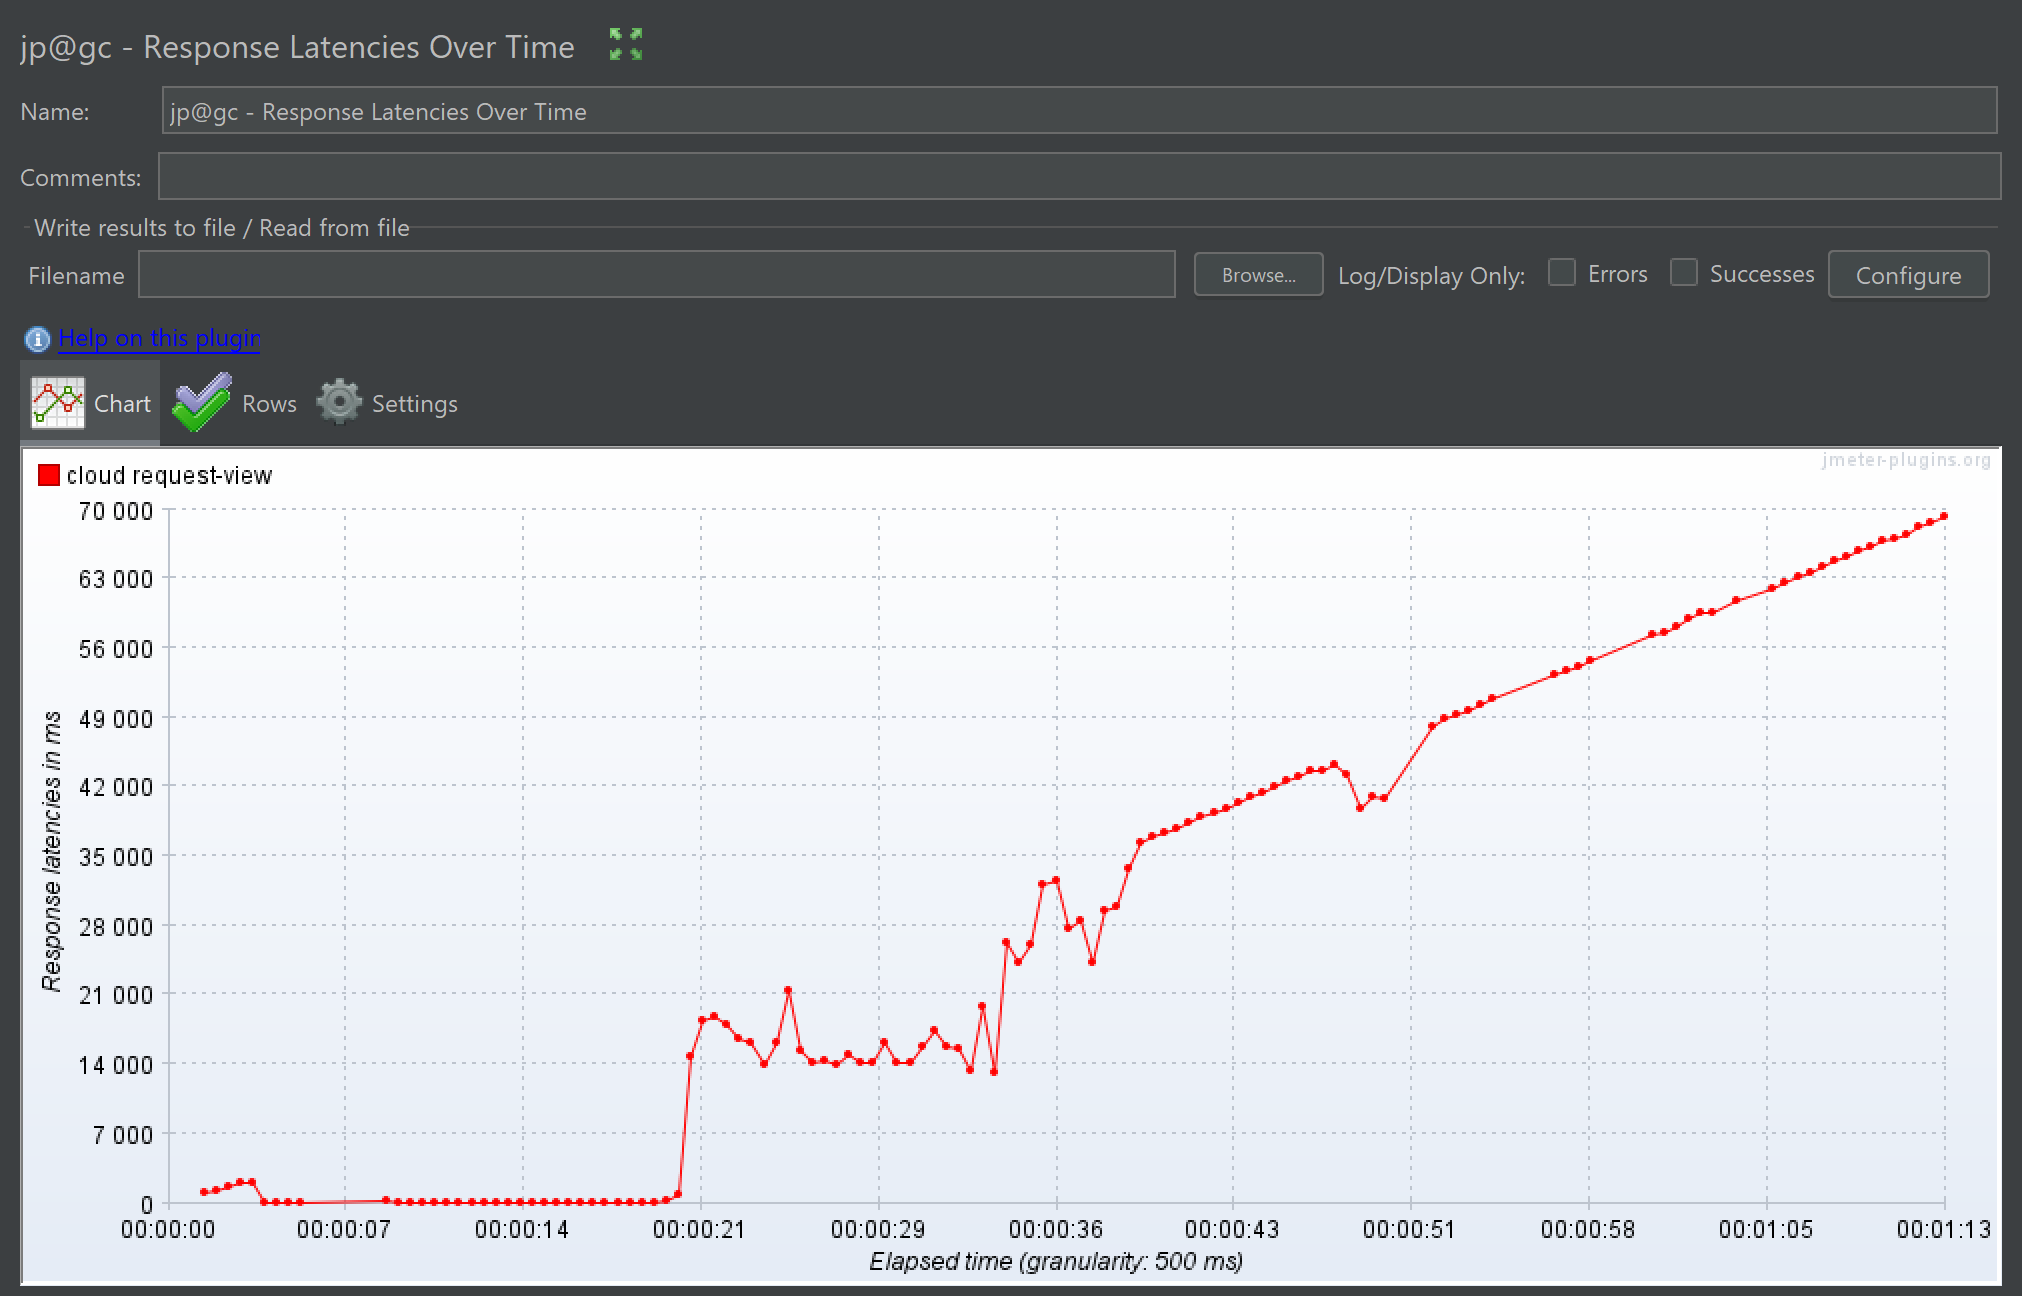 jp@gc - Response Latencies Over Time
Name: jp@gc - Response Latencies Over Time
Comments:
Write results to file / Read from file
Filename Browse... Log/Display Only: Errors Successes Configure
Help on this plugin
Chart Rows Settings
cloud request-view
jmeter-plugins.org
70 000
63 000
56 000
49 000
42 000
35 000
28 000
21 000
14 000
7 000
0
Response latencies in ms
00:00:00 00:00:07 00:00:14 00:00:21 00:00:29 00:00:36 00:00:43 00:00:51 00:00:58 00:01:05 00:01:13
Elapsed time (granularity: 500 ms)